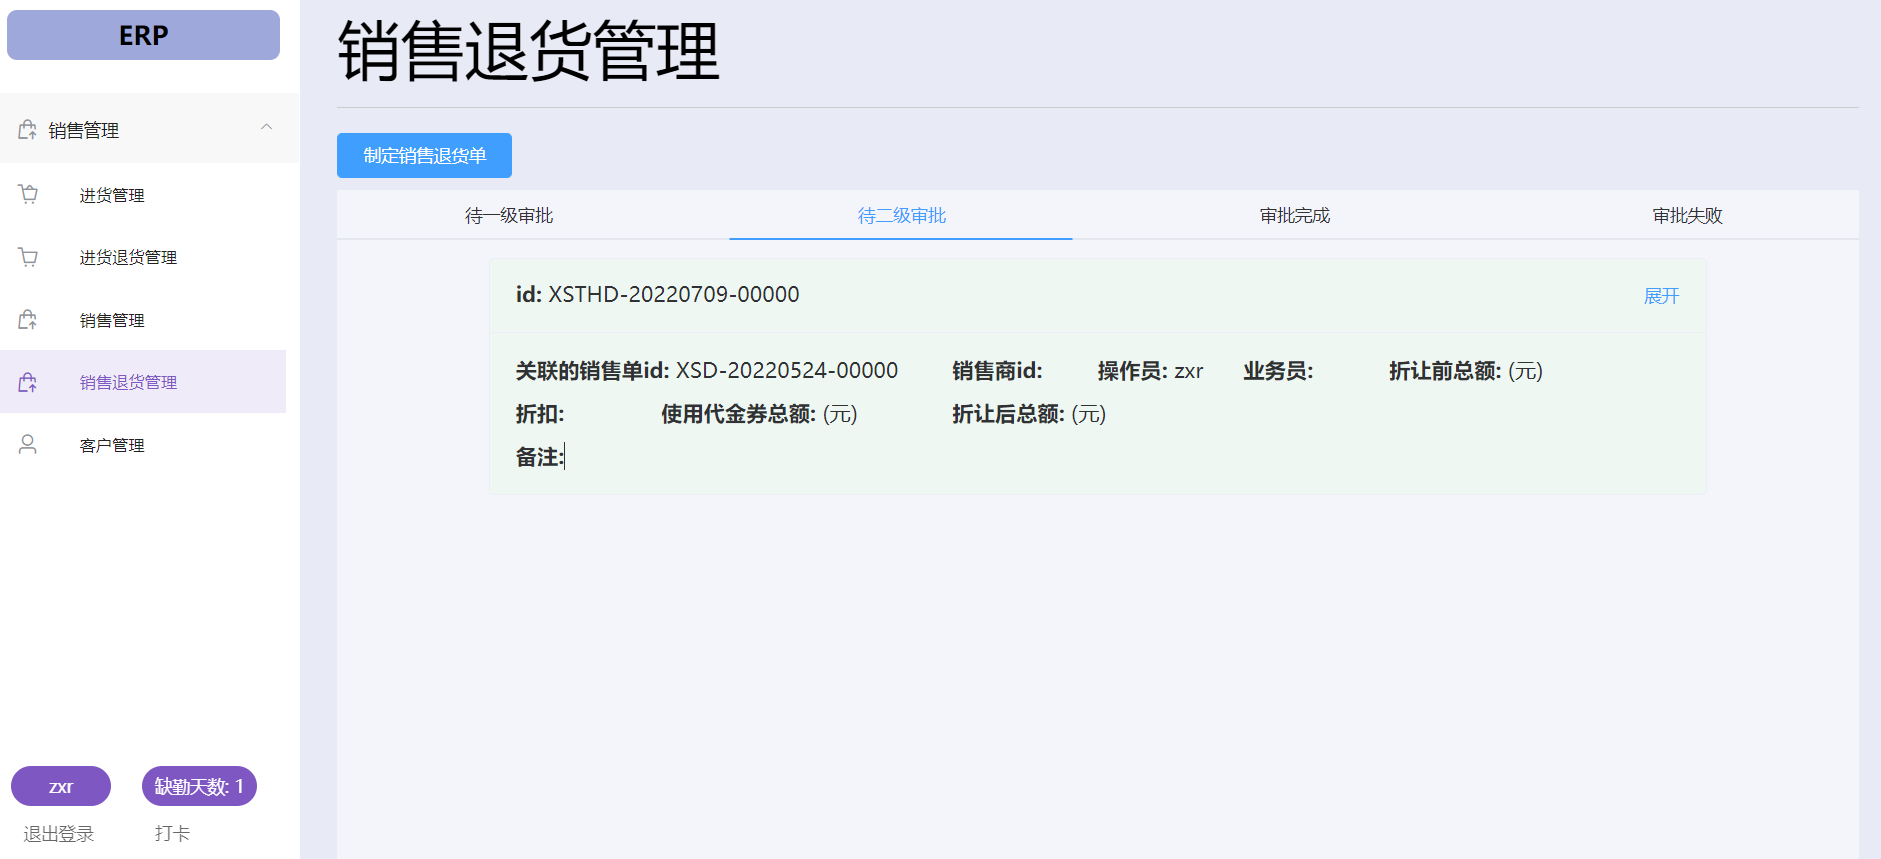 ERP
销售管理
进货管理
进货退货管理
销售管理
销售退货管理
客户管理
zxr
缺勤天数: 1
退出登录
打卡
销售退货管理
制定销售退货单
待一级审批
待二级审批
审批完成
审批失败
id: XSTHD-20220709-00000
展开
关联的销售单id: XSD-20220524-00000 销售商id: 操作员: zxr 业务员: 折让前总额: (元)
折扣: 使用代金券总额: (元) 折让后总额: (元)
备注: